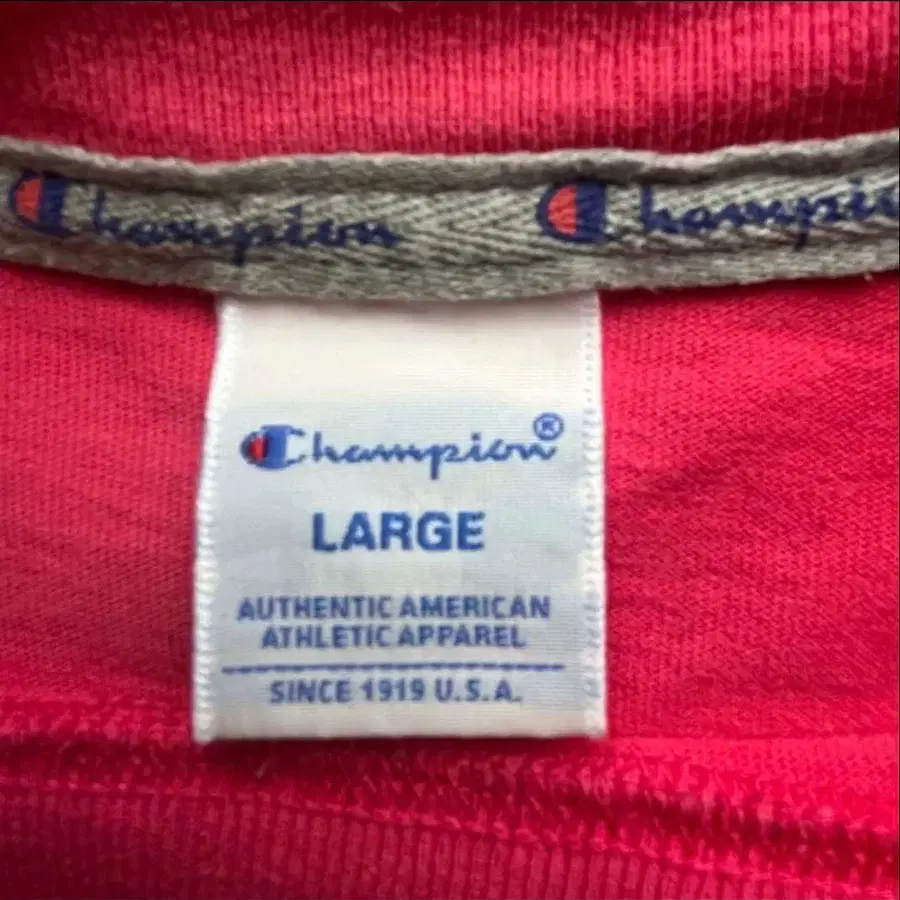 Champion Champion
Champion®
LARGE
AUTHENTIC AMERICAN
ATHLETIC APPAREL
SINCE 1919 U.S.A.